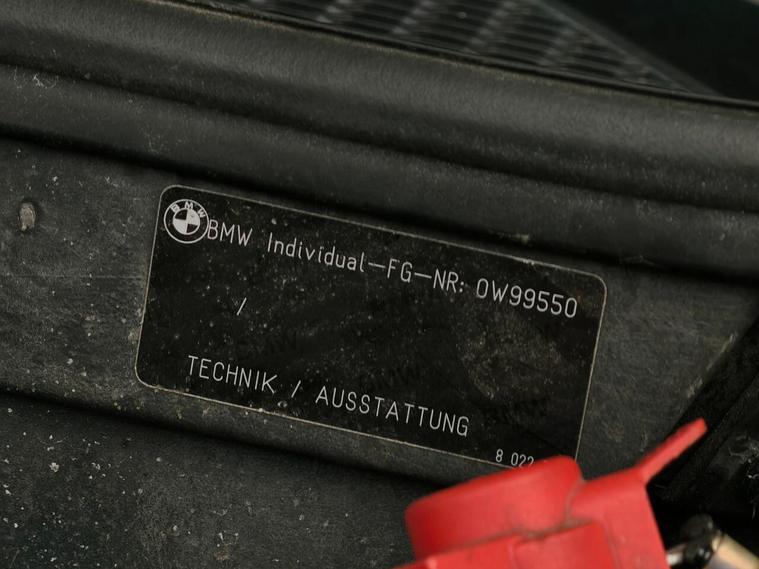 BMW
BMW Individual-FG-NR: 0W99550
/
TECHNIK / AUSSTATTUNG
8 022